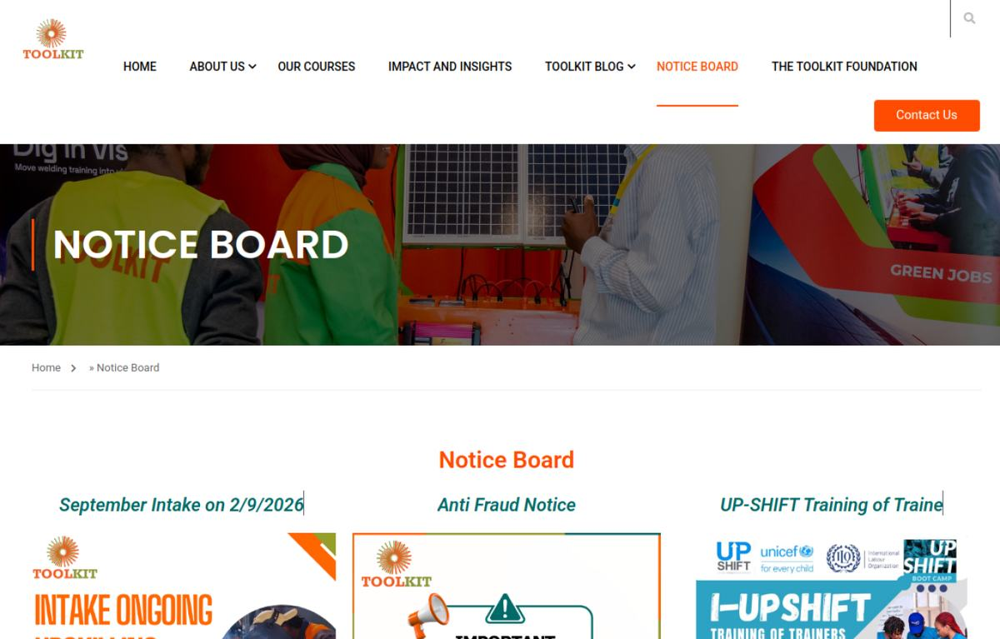 TOOLKIT
HOME
ABOUT US
OUR COURSES
IMPACT AND INSIGHTS
TOOLKIT BLOG
NOTICE BOARD
THE TOOLKIT FOUNDATION
Contact Us
Dig in Vis
Move welding training into
TOOLKIT
NOTICE BOARD
GREEN JOBS
Home
» Notice Board
Notice Board
September Intake on 2/9/2026
Anti Fraud Notice
UP-SHIFT Training of Traine
TOOLKIT
INTAKE ONGOING
TOOLKIT
IMPORTANT
UP
SHIFT
unicef
for every child
International
Labour
Organization
UP
SHIFT
BOOT CAMP
I-UPSHIFT
TRAINING OF TRAINERS